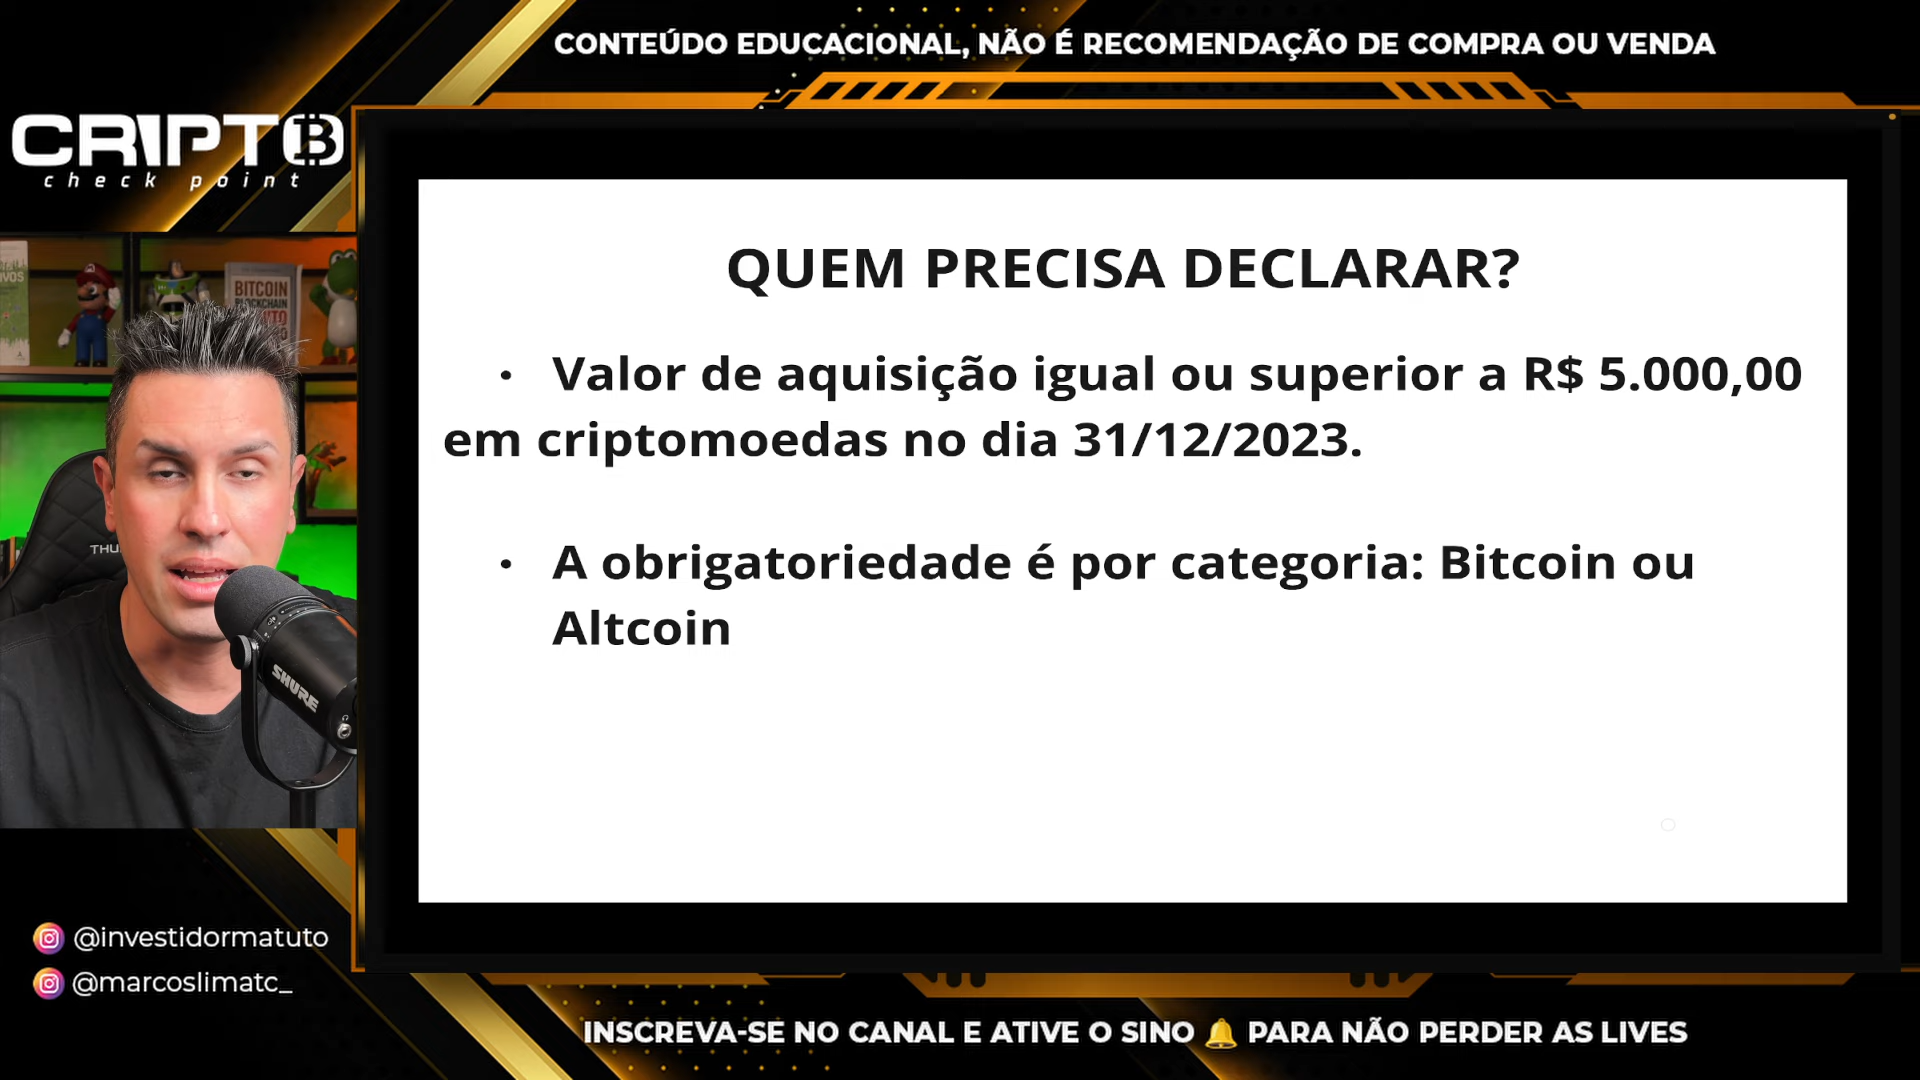 CONTEÚDO EDUCACIONAL, NÃO É RECOMENDAÇÃO DE COMPRA OU VENDA
CRIPTO
check point
QUEM PRECISA DECLARAR?
• Valor de aquisição igual ou superior a R$ 5.000,00
em criptomoedas no dia 31/12/2023.
• A obrigatoriedade é por categoria: Bitcoin ou
Altcoin
BITCOIN
BLOCKCHAIN
THU
SHURE
@investidormatuto
@marcoslimatc_
INSCREVA-SE NO CANAL E ATIVE O SINO 🔔 PARA NÃO PERDER AS LIVES